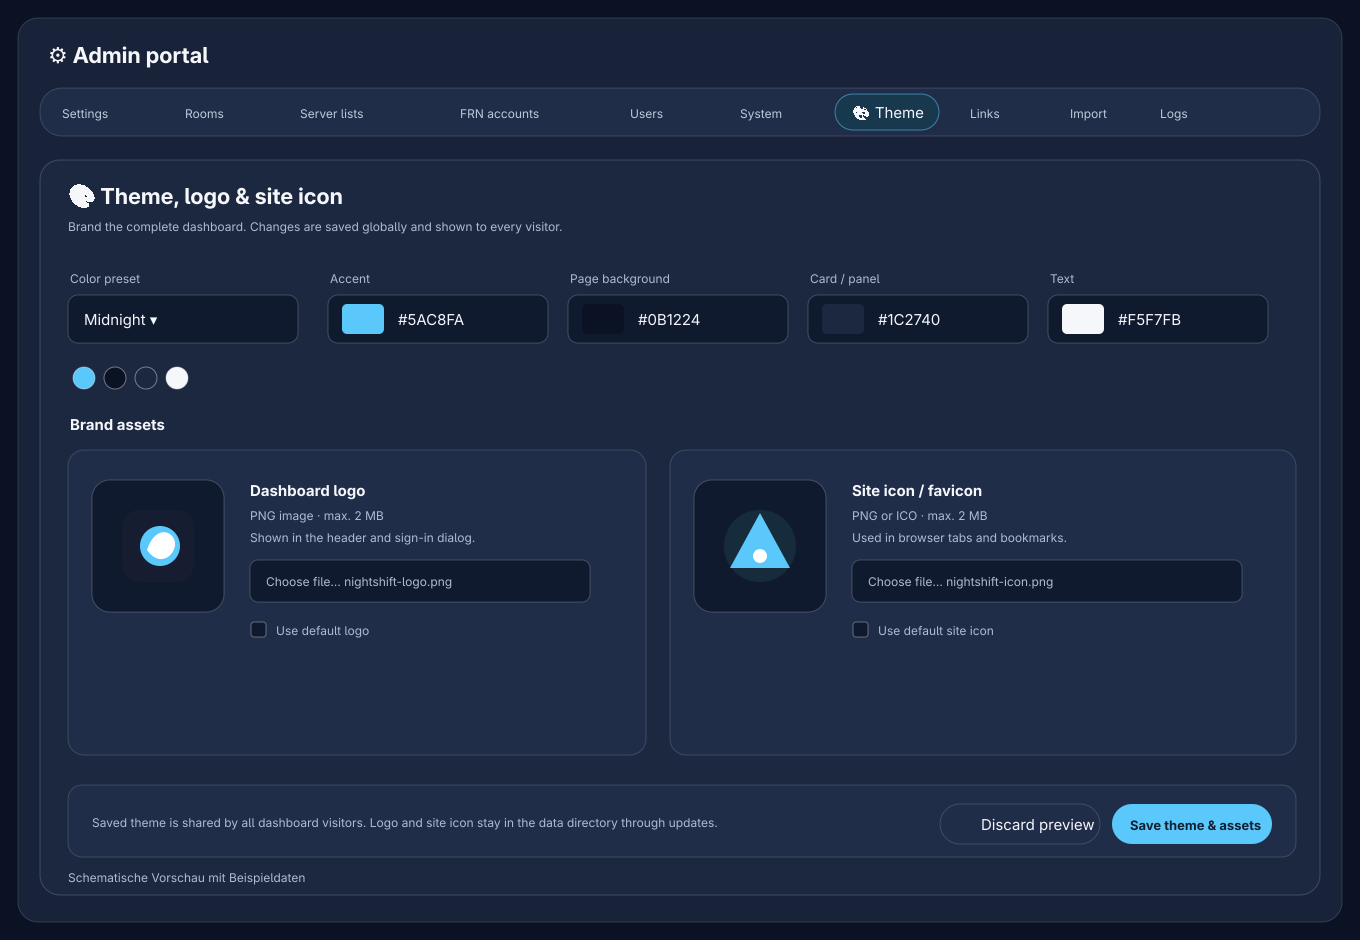 ⚙ Admin portal
Settings Rooms Server lists FRN accounts Users System 🎨 Theme Links Import Logs
🎨 Theme, logo & site icon
Brand the complete dashboard. Changes are saved globally and shown to every visitor.
Color preset Accent Page background Card / panel Text
Midnight ▾ #5AC8FA #0B1224 #1C2740 #F5F7FB
Brand assets
Dashboard logo
PNG image · max. 2 MB
Shown in the header and sign-in dialog.
Choose file... nightshift-logo.png
Use default logo
Site icon / favicon
PNG or ICO · max. 2 MB
Used in browser tabs and bookmarks.
Choose file... nightshift-icon.png
Use default site icon
Saved theme is shared by all dashboard visitors. Logo and site icon stay in the data directory through updates.
Discard preview Save theme & assets
Schematische Vorschau mit Beispieldaten